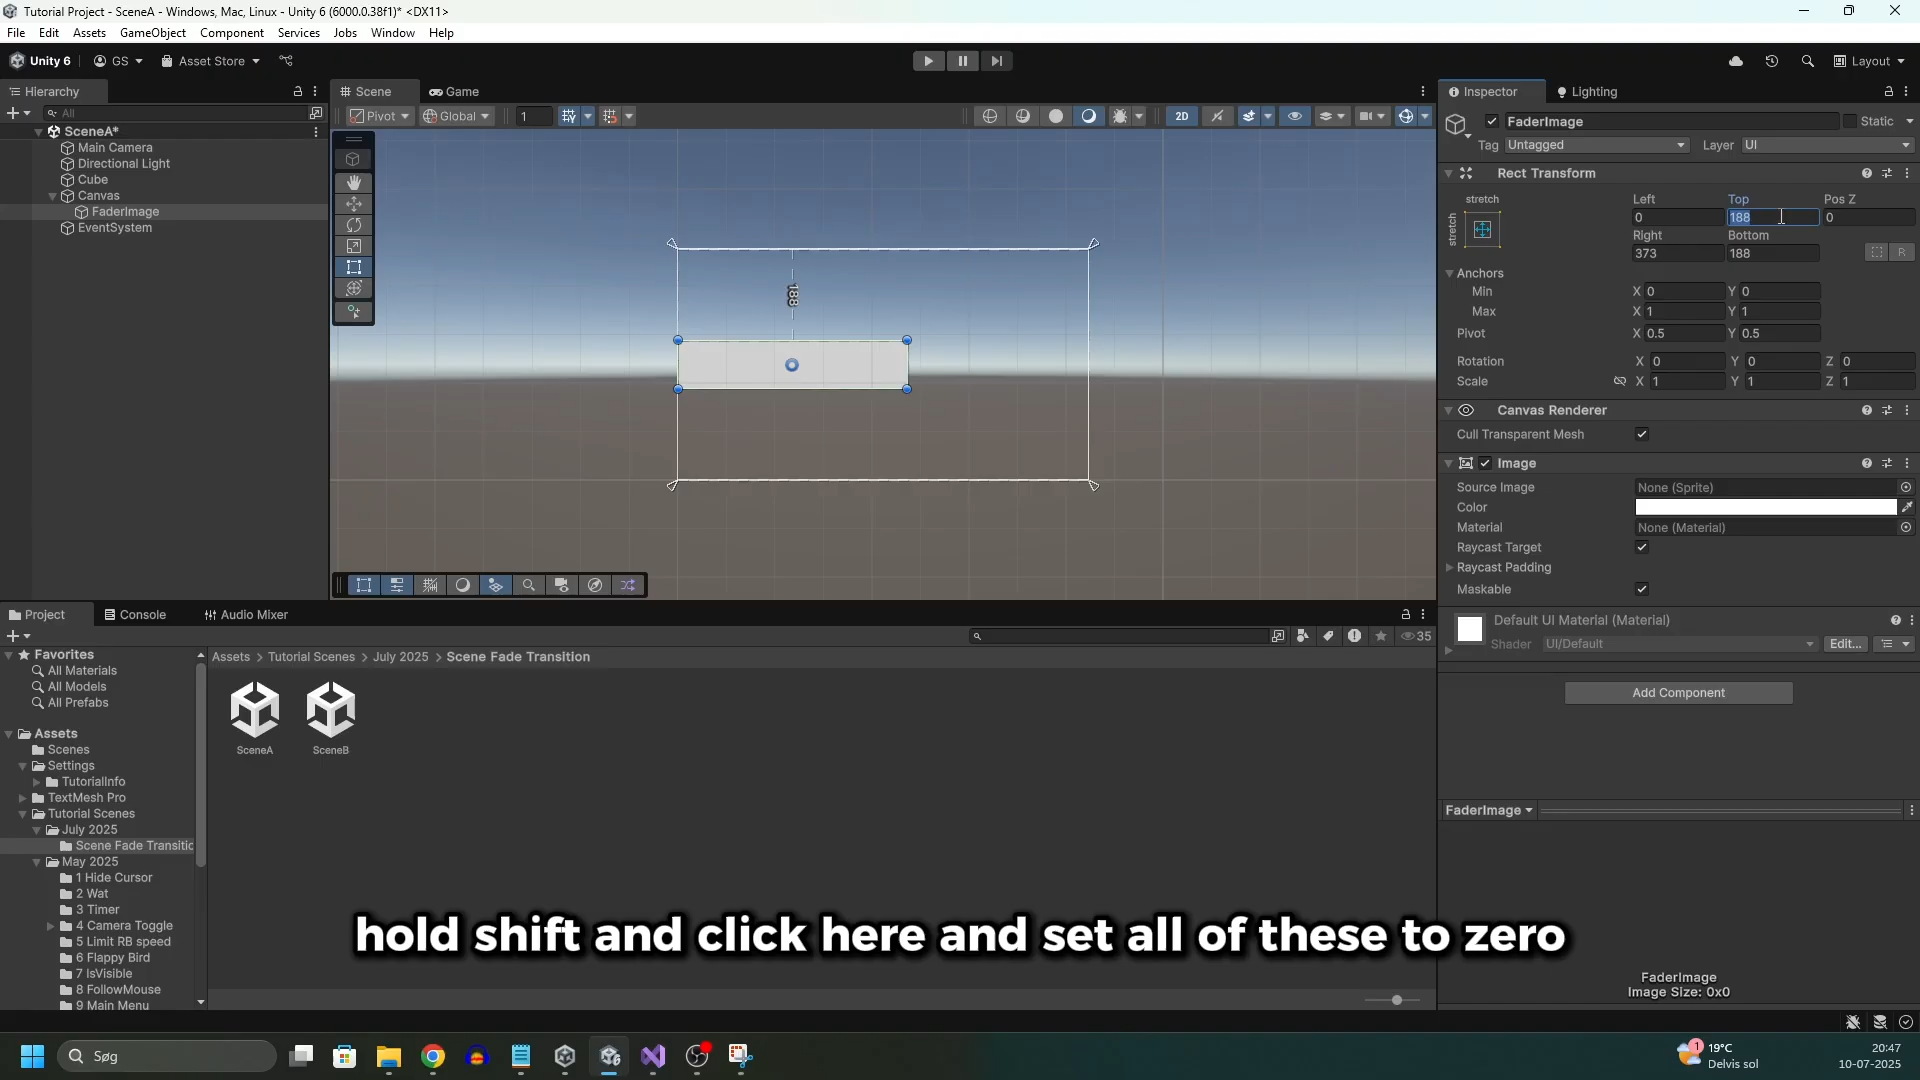 Tutorial Project - SceneA - Windows, Mac, Linux - Unity 6 (6000.0.38f1)* <DX11>
File Edit Assets GameObject Component Services Jobs Window Help
Unity 6 GS Asset Store Layout
Hierarchy
All
SceneA*
Main Camera
Directional Light
Cube
Canvas
FaderImage
EventSystem
Scene Game
Pivot Global 1 2D
188
Inspector Lighting
FaderImage Static
Tag Untagged Layer UI
Rect Transform
stretch Left Top Pos Z
stretch 0 188 0
Right Bottom
373 188 R
Anchors
Min X 0 Y 0
Max X 1 Y 1
Pivot X 0.5 Y 0.5
Rotation X 0 Y 0 Z 0
Scale X 1 Y 1 Z 1
Canvas Renderer
Cull Transparent Mesh
Image
Source Image None (Sprite)
Color
Material None (Material)
Raycast Target
Raycast Padding
Maskable
Default UI Material (Material)
Shader UI/Default Edit...
Add Component
FaderImage
FaderImage
Image Size: 0x0
Project Console Audio Mixer
35
Favorites
All Materials
All Models
All Prefabs
Assets
Scenes
Settings
TutorialInfo
TextMesh Pro
Tutorial Scenes
July 2025
Scene Fade Transitic
May 2025
1 Hide Cursor
2 Wat
3 Timer
4 Camera Toggle
5 Limit RB speed
6 Flappy Bird
7 IsVisible
8 FollowMouse
9 Main Menu
Assets > Tutorial Scenes > July 2025 > Scene Fade Transition
SceneA SceneB
hold shift and click here and set all of these to zero
Søg
1 19°C
Delvis sol
20:47
10-07-2025